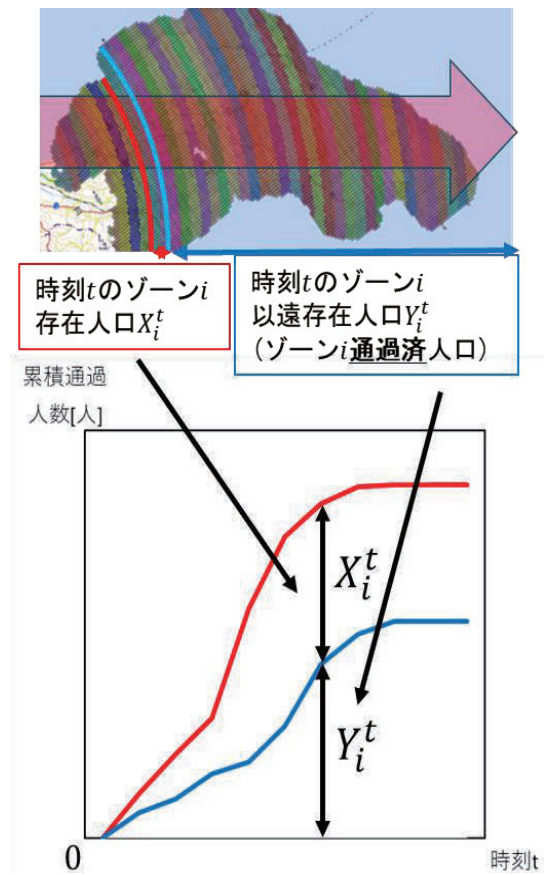 時刻tのゾーンi
存在人口X_i^t
時刻tのゾーンi
以遠存在人口Y_i^t
(ゾーンi通過済人口)
累積通過
人数[人]
X_i^t
Y_i^t
0
時刻t